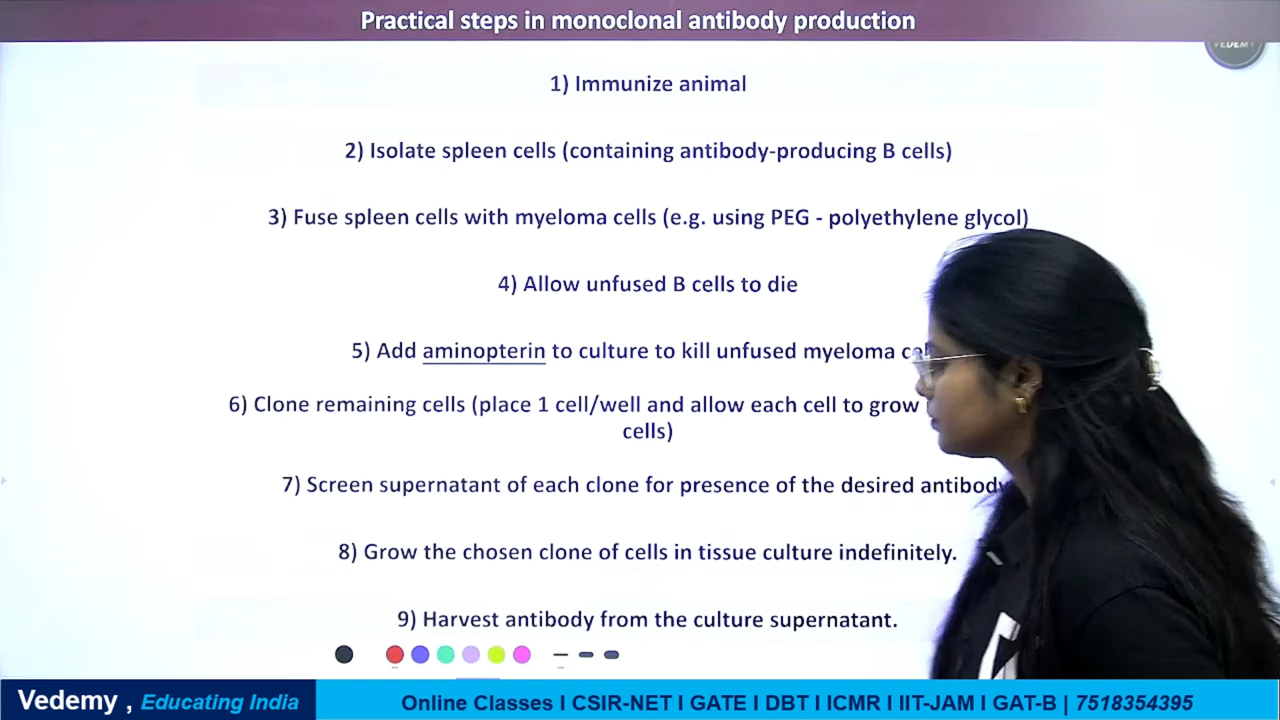 Practical steps in monoclonal antibody production
VEDEMY
1) Immunize animal
2) Isolate spleen cells (containing antibody-producing B cells)
3) Fuse spleen cells with myeloma cells (e.g. using PEG - polyethylene glycol)
4) Allow unfused B cells to die
5) Add aminopterin to culture to kill unfused myeloma
6) Clone remaining cells (place 1 cell/well and allow each cell to grow
cells)
7) Screen supernatant of each clone for presence of the desired antibody
8) Grow the chosen clone of cells in tissue culture indefinitely.
9) Harvest antibody from the culture supernatant.
Vedemy , Educating India
Online Classes I CSIR-NET I GATE I DBT I ICMR I IIT-JAM I GAT-B | 7518354395